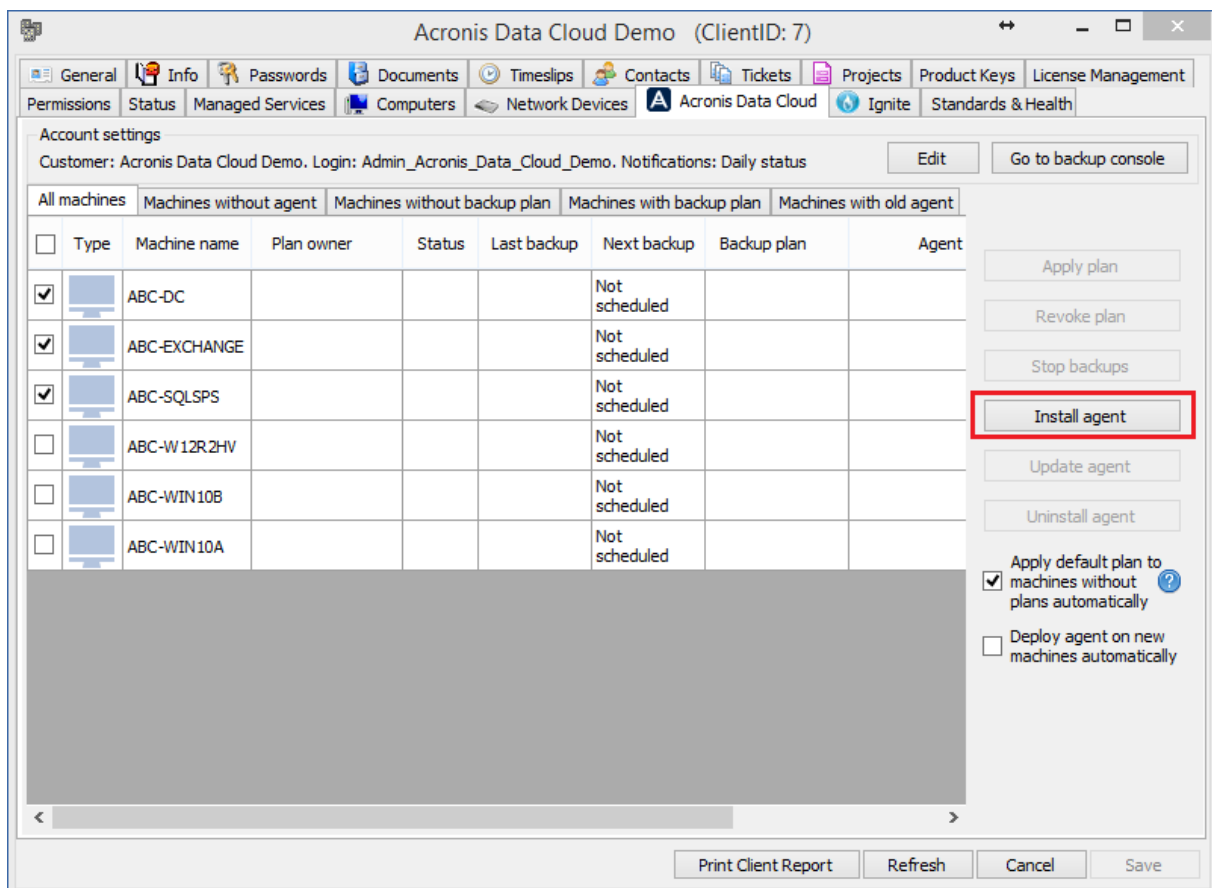 Acronis Data Cloud Demo (ClientID: 7)
General Info Passwords Documents Timeslips Contacts Tickets Projects Product Keys License Management
Permissions Status Managed Services Computers Network Devices Acronis Data Cloud Ignite Standards & Health
Account settings
Customer: Acronis Data Cloud Demo. Login: Admin_Acronis_Data_Cloud_Demo. Notifications: Daily status Edit Go to backup console
All machines Machines without agent Machines without backup plan Machines with backup plan Machines with old agent
Type Machine name Plan owner Status Last backup Next backup Backup plan Agent
ABC-DC Not
scheduled
ABC-EXCHANGE Not
scheduled
ABC-SQLSPS Not
scheduled
ABC-W12R2HV Not
scheduled
ABC-WIN10B Not
scheduled
ABC-WIN10A Not
scheduled
Apply plan
Revoke plan
Stop backups
Install agent
Update agent
Uninstall agent
Apply default plan to
machines without ?
plans automatically
Deploy agent on new
machines automatically
Print Client Report Refresh Cancel Save